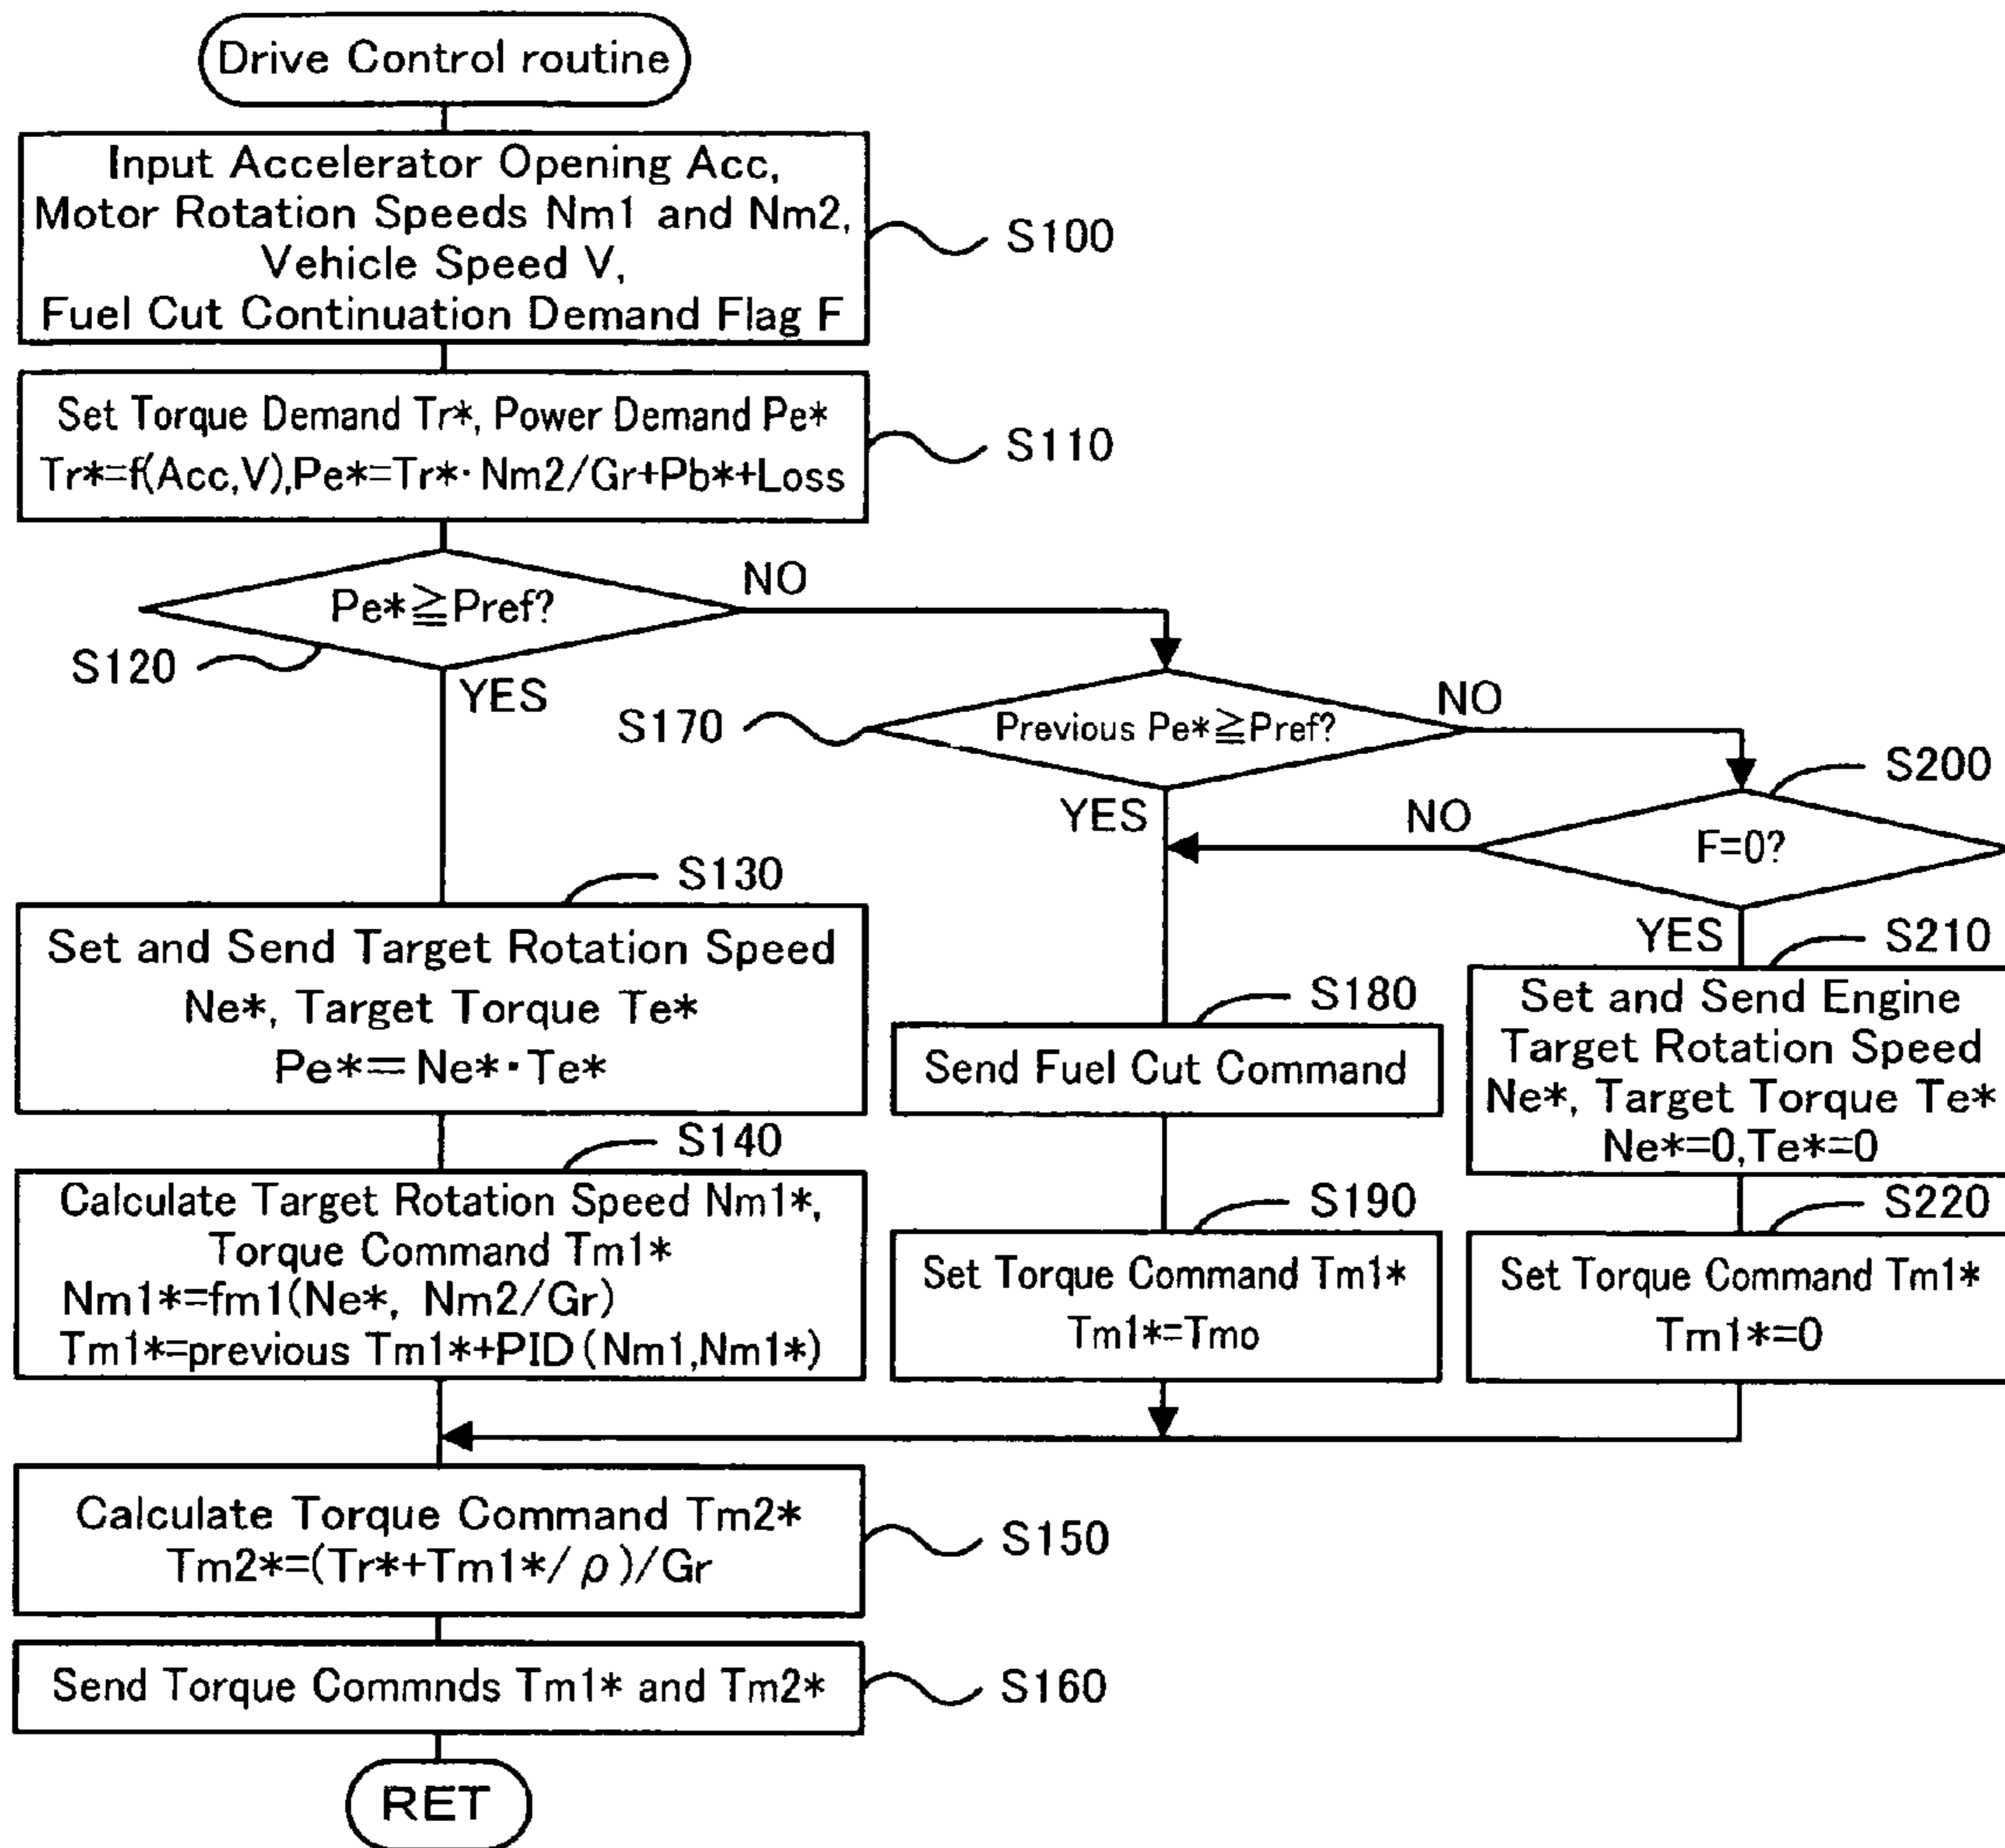 Drive Control routine
Input Accelerator Opening Acc,
Motor Rotation Speeds Nm1 and Nm2,
Vehicle Speed V,
Fuel Cut Continuation Demand Flag F
S100
Set Torque Demand Tr*, Power Demand Pe*
Tr*=f(Acc,V),Pe*=Tr*·Nm2/Gr+Pb*+Loss
S110
Pe*≧Pref?
NO
S120
YES
S170
Previous Pe*≧Pref?
NO
YES
S200
F=0?
NO
YES
S130
Set and Send Target Rotation Speed
Ne*, Target Torque Te*
Pe*=Ne*·Te*
S140
Calculate Target Rotation Speed Nm1*,
Torque Command Tm1*
Nm1*=fm1(Ne*, Nm2/Gr)
Tm1*=previous Tm1*+PID(Nm1,Nm1*)
S180
Send Fuel Cut Command
S190
Set Torque Command Tm1*
Tm1*=Tmo
S210
Set and Send Engine
Target Rotation Speed
Ne*, Target Torque Te*
Ne*=0,Te*=0
S220
Set Torque Command Tm1*
Tm1*=0
Calculate Torque Command Tm2*
Tm2*=(Tr*+Tm1*/ρ)/Gr
S150
Send Torque Commnds Tm1* and Tm2*
S160
RET